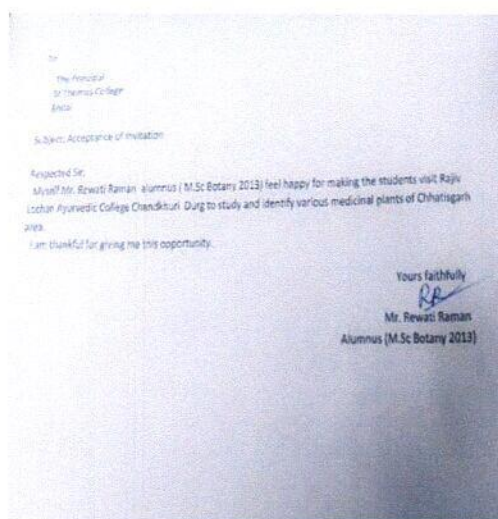 To
The Principal
St Thomas College
Bhilai
Subject: Acceptance of Invitation
Respected Sir,
Myself Mr. Rewati Raman alumnus ( M.Sc Botany 2013) feel happy for making the students visit Rajiv
Lochan Ayurvedic College Chandkhuri Durg to study and identify various medicinal plants of Chhatisgarh
area.
I am thankful for giving me this opportunity.
Yours faithfully
RR
Mr. Rewati Raman
Alumnus (M.Sc Botany 2013)